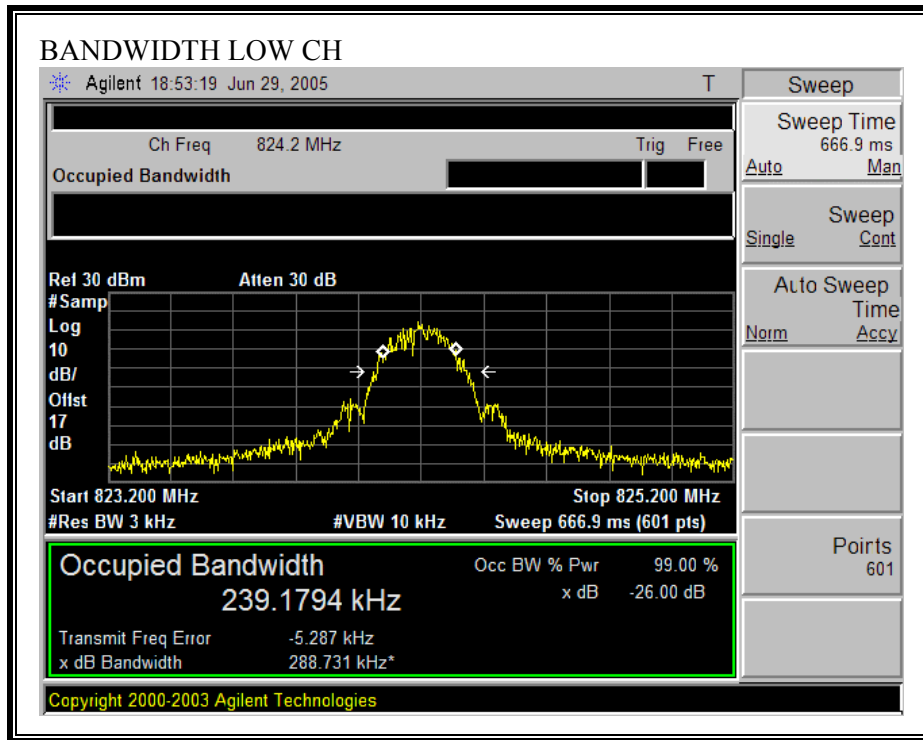 BANDWIDTH LOW CH
Agilent 18:53:19 Jun 29, 2005 T
Sweep
Ch Freq 824.2 MHz Trig Free
Occupied Bandwidth
Sweep Time
666.9 ms
Auto Man
Sweep
Single Cont
Auto Sweep
Time
Norm Accy
Points
601
Ref 30 dBm Atten 30 dB
#Samp
Log
10
dB/
Offst
17
dB
Start 823.200 MHz Stop 825.200 MHz
#Res BW 3 kHz #VBW 10 kHz Sweep 666.9 ms (601 pts)
Occupied Bandwidth Occ BW % Pwr 99.00 %
239.1794 kHz x dB -26.00 dB
Transmit Freq Error -5.287 kHz
x dB Bandwidth 288.731 kHz*
Copyright 2000-2003 Agilent Technologies